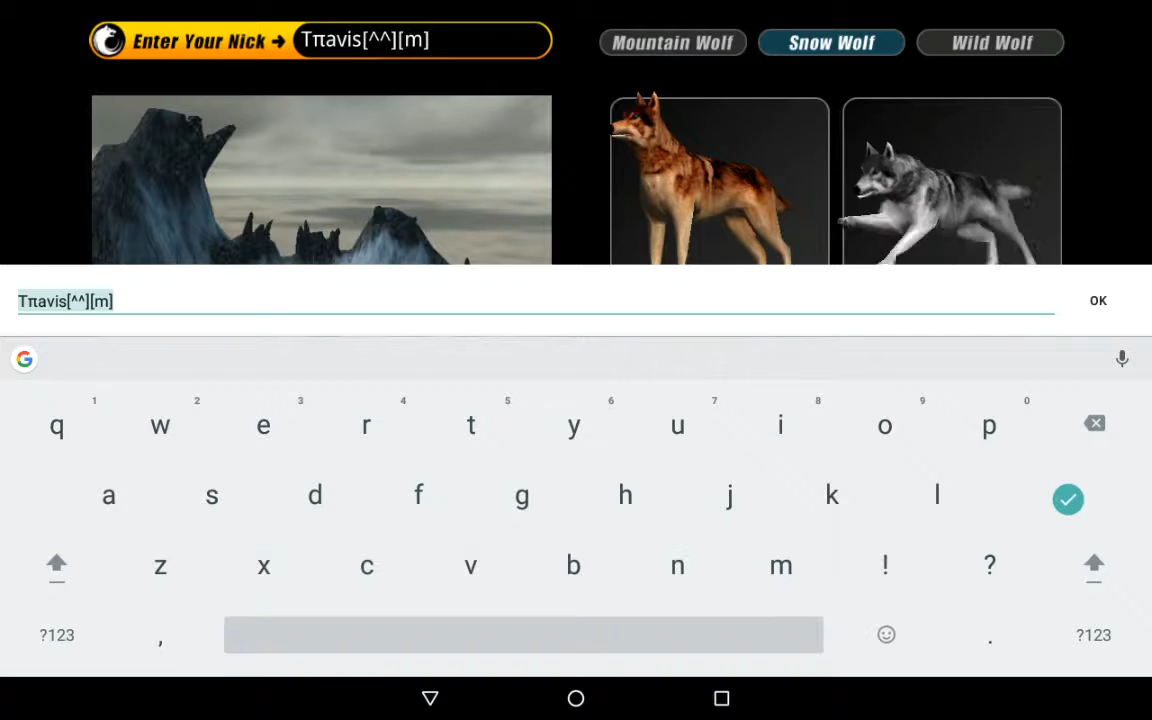 Enter Your Nick → Tπavis[^^][m]
Mountain Wolf
Snow Wolf
Wild Wolf
Tπavis[^^][m]
OK
1 2 3 4 5 6 7 8 9 0
q w e r t y u i o p
a s d f g h j k l
z x c v b n m ! ?
?123 , . ?123